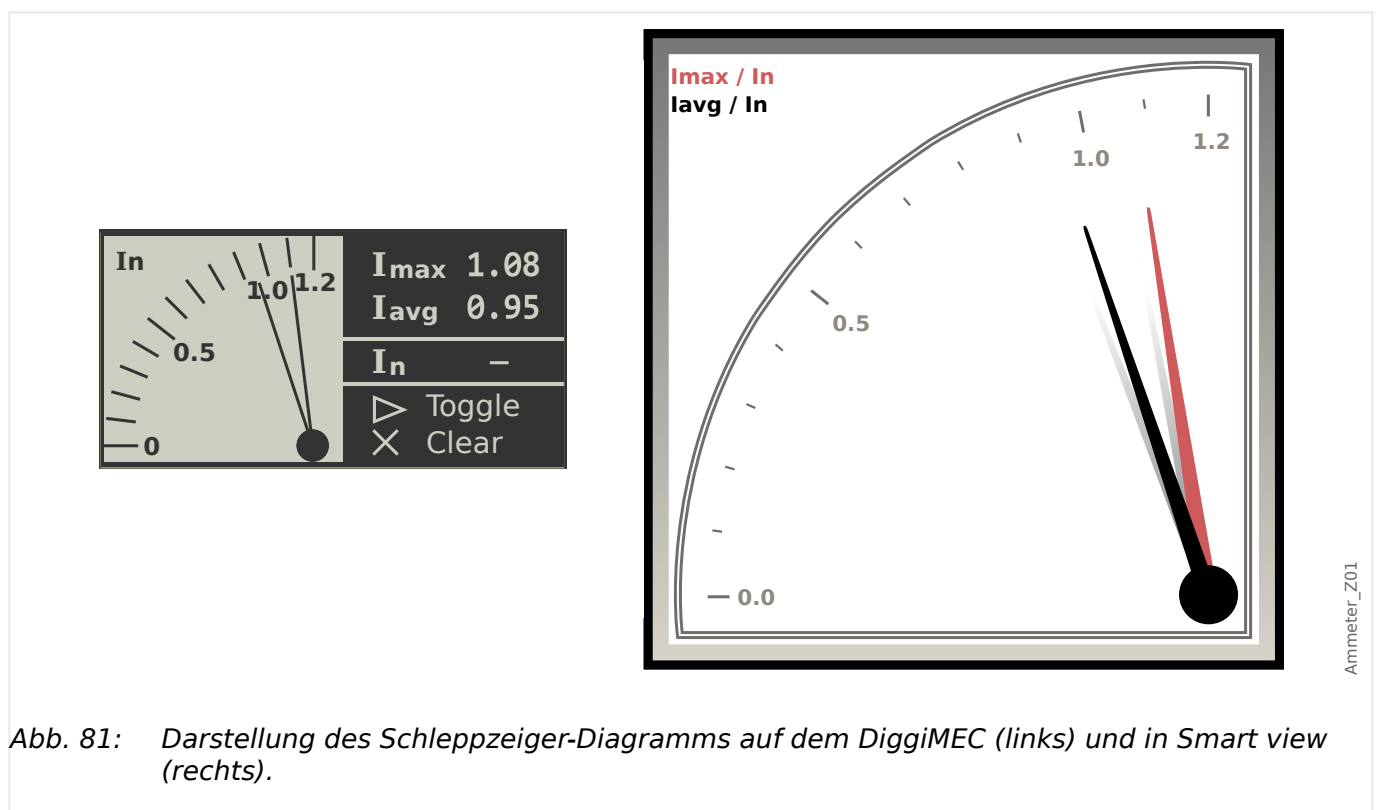 In
1.0
1.2
0.5
0
Imax 1.08
Iavg 0.95
In –
Toggle
Clear
Imax / In
Iavg / In
1.2
1.0
0.5
0.0
Ammeter_Z01
Abb. 81: Darstellung des Schleppzeiger-Diagramms auf dem DiggiMEC (links) und in Smart view
(rechts).